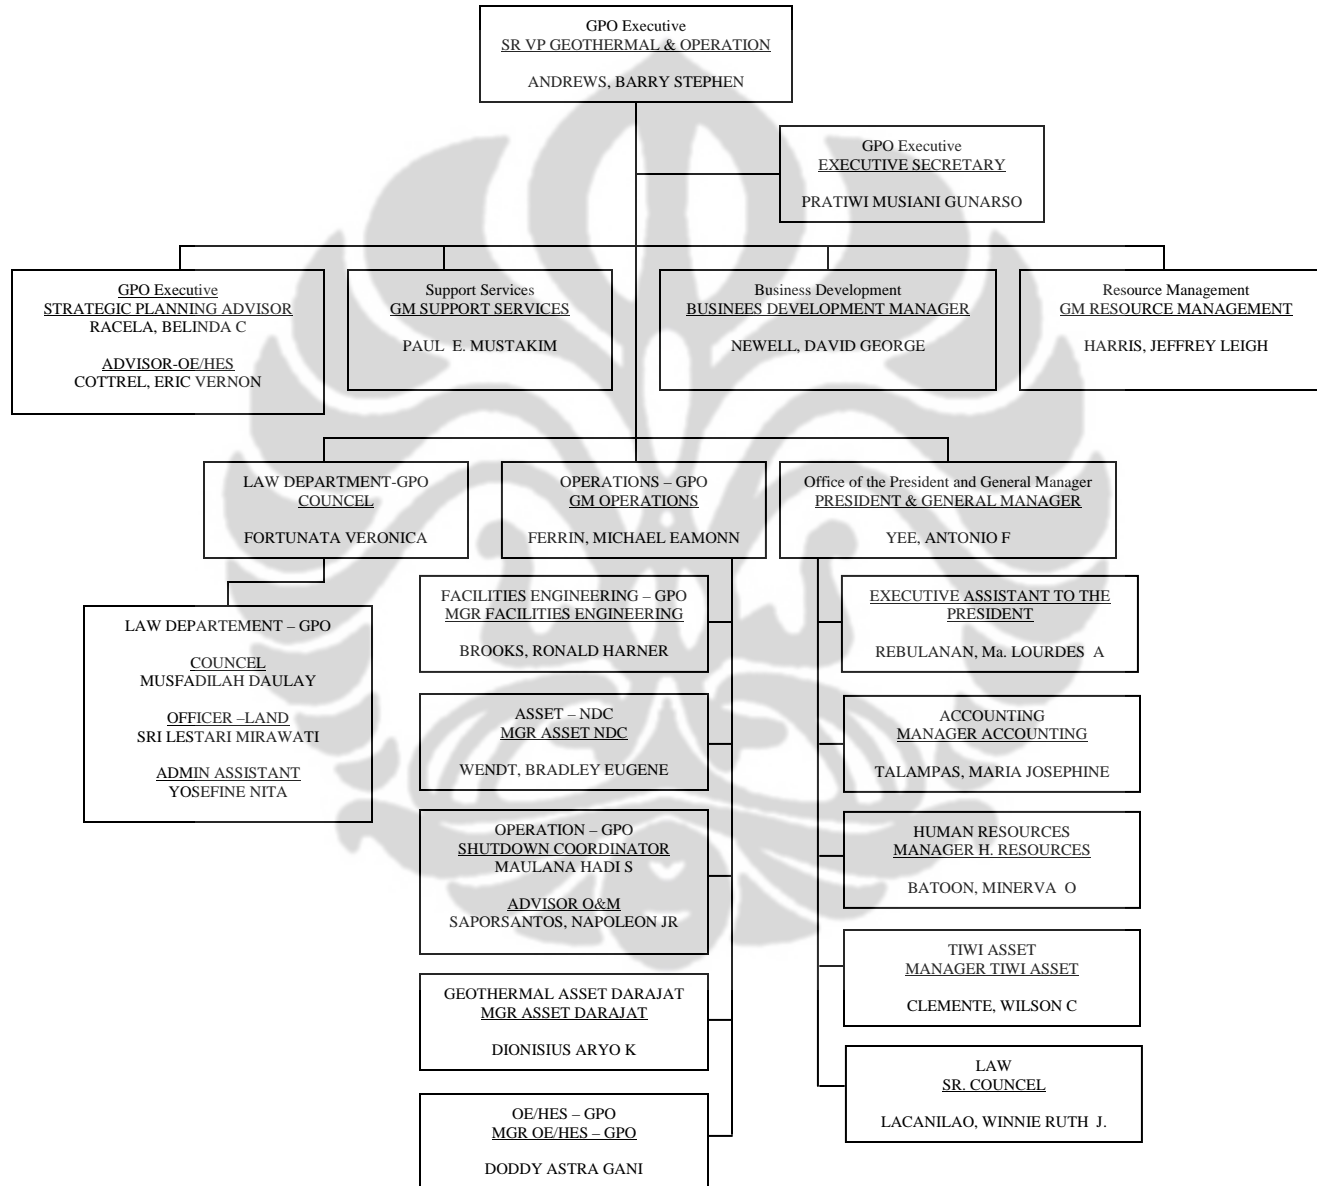 GPO Executive
SR VP GEOTHERMAL & OPERATION
ANDREWS, BARRY STEPHEN
GPO Executive
EXECUTIVE SECRETARY
PRATIWI MUSIANI GUNARSO
GPO Executive
STRATEGIC PLANNING ADVISOR
RACELA, BELINDA C
ADVISOR-OE/HES
COTTREL, ERIC VERNON
Support Services
GM SUPPORT SERVICES
PAUL E. MUSTAKIM
Business Development
BUSINEES DEVELOPMENT MANAGER
NEWELL, DAVID GEORGE
Resource Management
GM RESOURCE MANAGEMENT
HARRIS, JEFFREY LEIGH
LAW DEPARTMENT-GPO
COUNCEL
FORTUNATA VERONICA
OPERATIONS – GPO
GM OPERATIONS
FERRIN, MICHAEL EAMONN
Office of the President and General Manager
PRESIDENT & GENERAL MANAGER
YEE, ANTONIO F
LAW DEPARTEMENT – GPO
COUNCEL
MUSFADILAH DAULAY
OFFICER –LAND
SRI LESTARI MIRAWATI
ADMIN ASSISTANT
YOSEFINE NITA
FACILITIES ENGINEERING – GPO
MGR FACILITIES ENGINEERING
BROOKS, RONALD HARNER
ASSET – NDC
MGR ASSET NDC
WENDT, BRADLEY EUGENE
OPERATION – GPO
SHUTDOWN COORDINATOR
MAULANA HADI S
ADVISOR O&M
SAPORSANTOS, NAPOLEON JR
GEOTHERMAL ASSET DARAJAT
MGR ASSET DARAJAT
DIONISIUS ARYO K
OE/HES – GPO
MGR OE/HES – GPO
DODDY ASTRA GANI
EXECUTIVE ASSISTANT TO THE
PRESIDENT
REBULANAN, Ma. LOURDES A
ACCOUNTING
MANAGER ACCOUNTING
TALAMPAS, MARIA JOSEPHINE
HUMAN RESOURCES
MANAGER H. RESOURCES
BATOON, MINERVA O
TIWI ASSET
MANAGER TIWI ASSET
CLEMENTE, WILSON C
LAW
SR. COUNCEL
LACANILAO, WINNIE RUTH J.